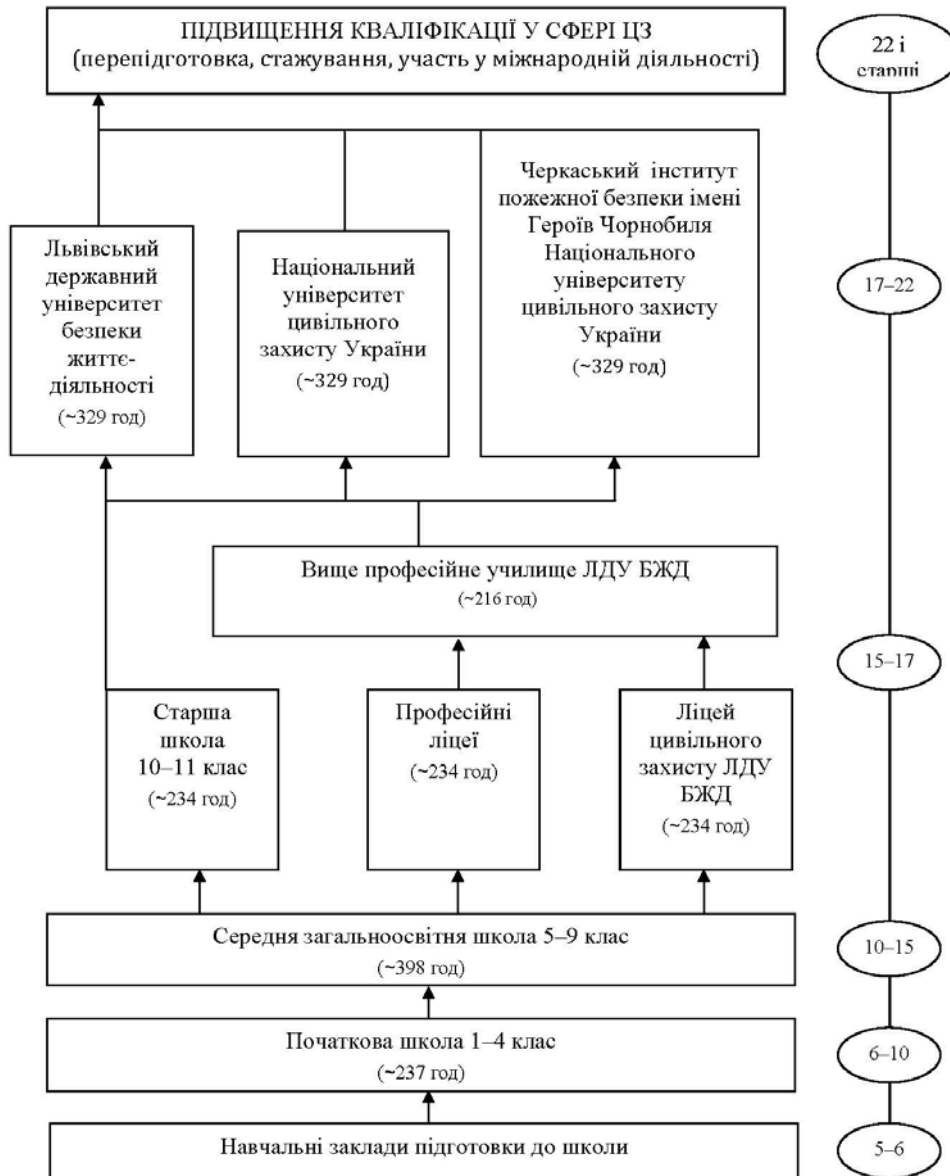 ПІДВИЩЕННЯ КВАЛІФІКАЦІЇ У СФЕРІ ЦЗ
(перепідготовка, стажування, участь у міжнародній діяльності)
22 і
старші
Львівський
державний
університет
безпеки
життє-
діяльності
(~329 год)
Національний
університет
цивільного
захисту України
(~329 год)
Черкаський інститут
пожежної безпеки імені
Героїв Чорнобиля
Національного
університету
цивільного захисту
України
(~329 год)
17–22
Вище професійне училище ЛДУ БЖД
(~216 год)
15–17
Старша
школа
10–11 клас
(~234 год)
Професійні
ліцеї
(~234 год)
Ліцей
цивільного
захисту ЛДУ
БЖД
(~234 год)
Середня загальноосвітня школа 5–9 клас
(~398 год)
10–15
Початкова школа 1–4 клас
(~237 год)
6–10
Навчальні заклади підготовки до школи
5–6